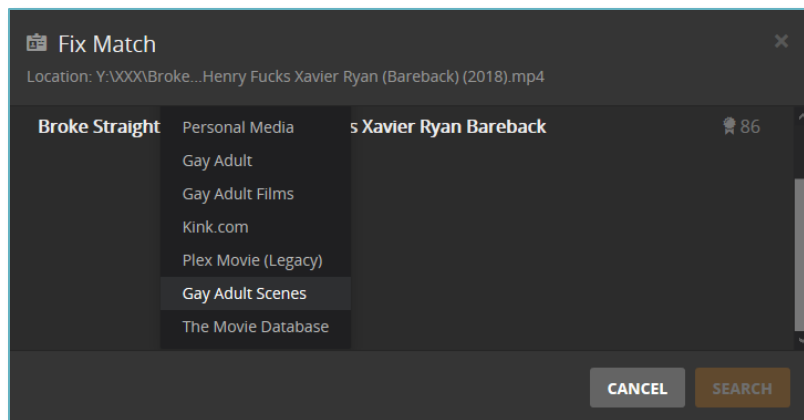 Fix Match
Location: Y:\XXX\Broke...Henry Fucks Xavier Ryan (Bareback) (2018).mp4
Broke Straight s Xavier Ryan Bareback 86
Personal Media
Gay Adult
Gay Adult Films
Kink.com
Plex Movie (Legacy)
Gay Adult Scenes
The Movie Database
CANCEL SEARCH